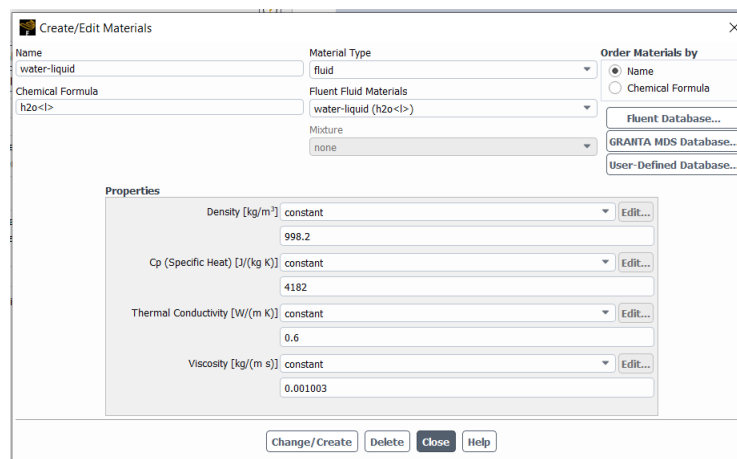 Create/Edit Materials
Name
water-liquid
Material Type
fluid
Order Materials by
Name
Chemical Formula
Chemical Formula
h2o<l>
Fluent Fluid Materials
water-liquid (h2o<l>)
Mixture
none
Fluent Database...
GRANTA MDS Database...
User-Defined Database...
Properties
Density [kg/m³] constant Edit...
998.2
Cp (Specific Heat) [J/(kg K)] constant Edit...
4182
Thermal Conductivity [W/(m K)] constant Edit...
0.6
Viscosity [kg/(m s)] constant Edit...
0.001003
Change/Create Delete Close Help